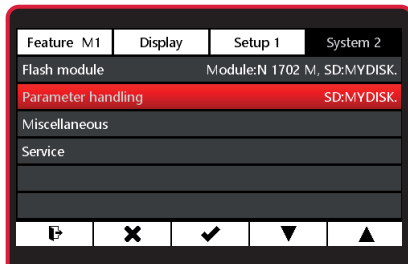 Feature M1 Display Setup 1 System 2
Flash module Module:N 1702 M, SD:MYDISK.
Parameter handling SD:MYDISK.
Miscellaneous
Service